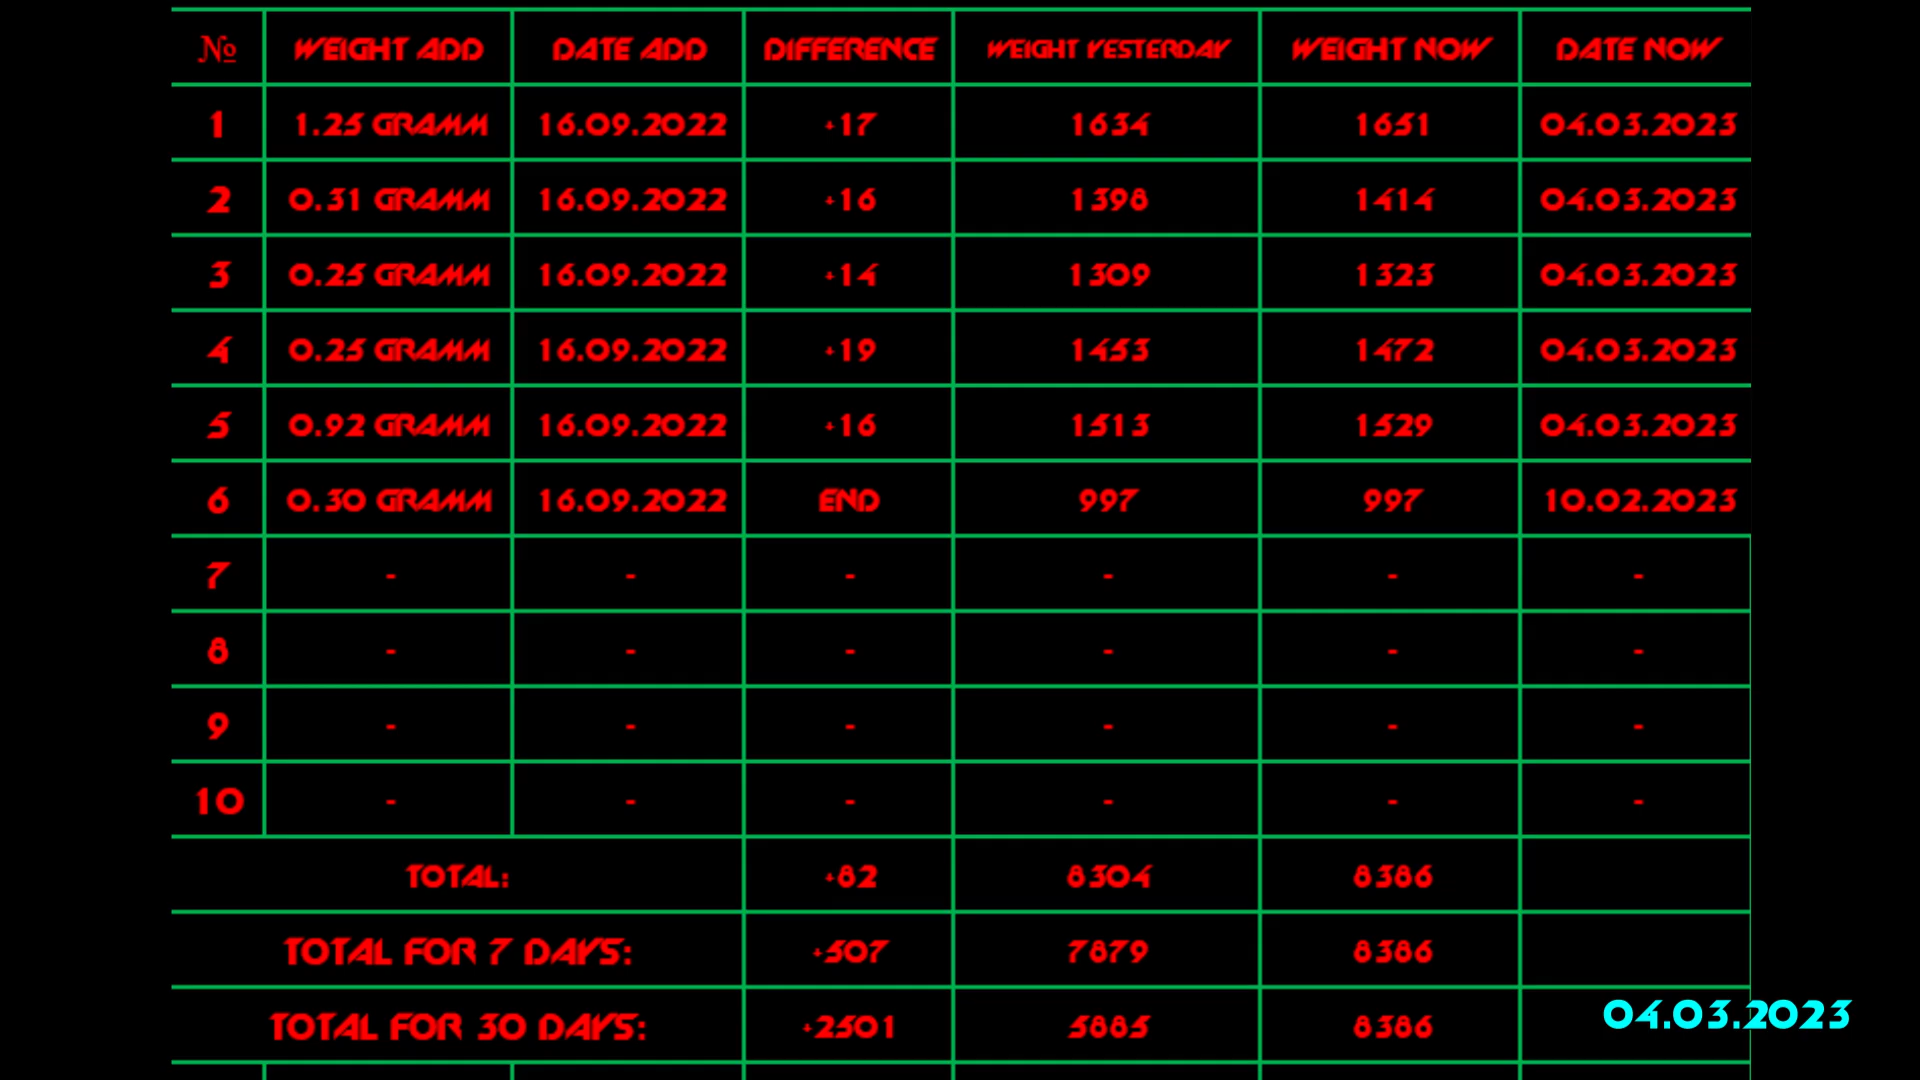 № WEIGHT ADD DATE ADD DIFFERENCE WEIGHT YESTERDAY WEIGHT NOW DATE NOW
1 1.25 GRAMM 16.09.2022 +17 1634 1651 04.03.2023
2 0.31 GRAMM 16.09.2022 +16 1398 1414 04.03.2023
3 0.25 GRAMM 16.09.2022 +14 1309 1323 04.03.2023
4 0.25 GRAMM 16.09.2022 +19 1453 1472 04.03.2023
5 0.92 GRAMM 16.09.2022 +16 1513 1529 04.03.2023
6 0.30 GRAMM 16.09.2022 END 997 997 10.02.2023
7 - - - - - -
8 - - - - - -
9 - - - - - -
10 - - - - - -
TOTAL: +82 8304 8386
TOTAL FOR 7 DAYS: +507 7879 8386
TOTAL FOR 30 DAYS: +2501 5885 8386
04.03.2023